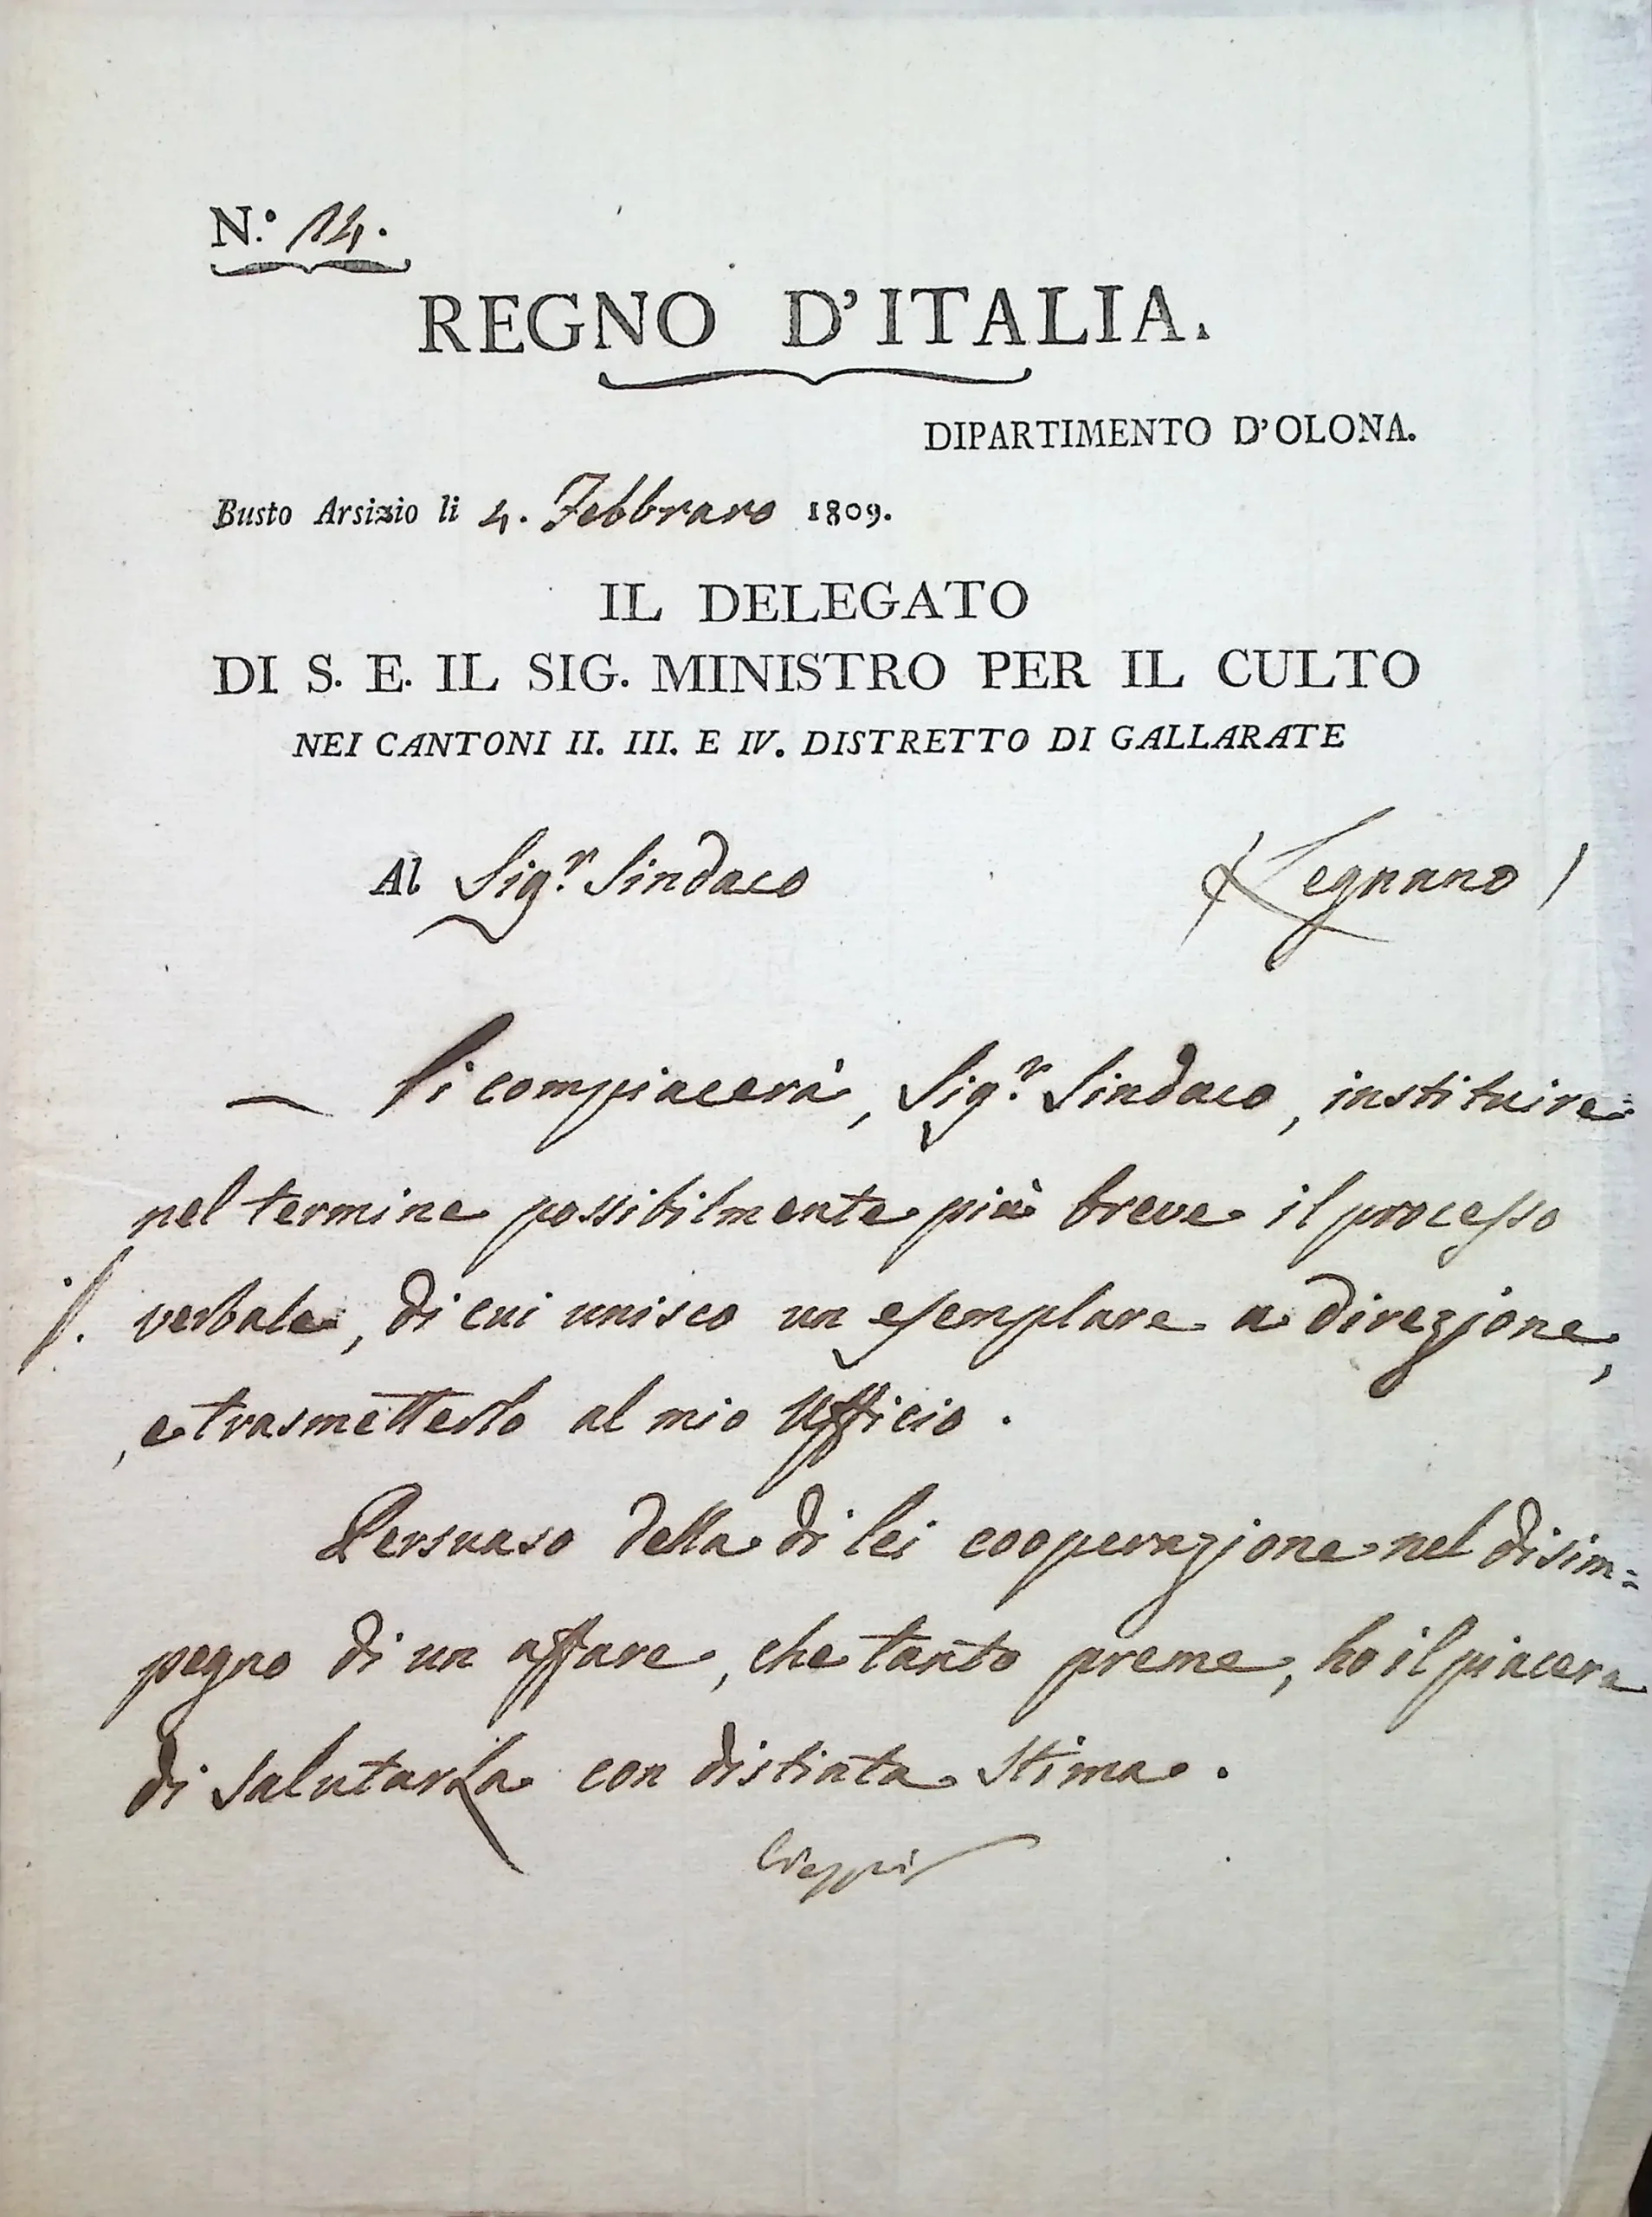 N.º 14.
REGNO D'ITALIA.
DIPARTIMENTO D'OLONA.
Busto Arsizio li 4. Febbraro 1809.
IL DELEGATO
DI S. E. IL SIG. MINISTRO PER IL CULTO
NEI CANTONI II. III. E IV. DISTRETTO DI GALLARATE
Al Sig.r Sindaco Legnano
Si compiacerà, Sig.r Sindaco, instituire
nel termine possibilmente più breve il processo
verbale, di cui unisco un esemplare a direzione,
e trasmetterlo al mio Ufficio.
Persuaso della di lei cooperazione nel disim=
pegno di un affare, che tanto preme, ho il piacere
di salutarLa con distinta stima.